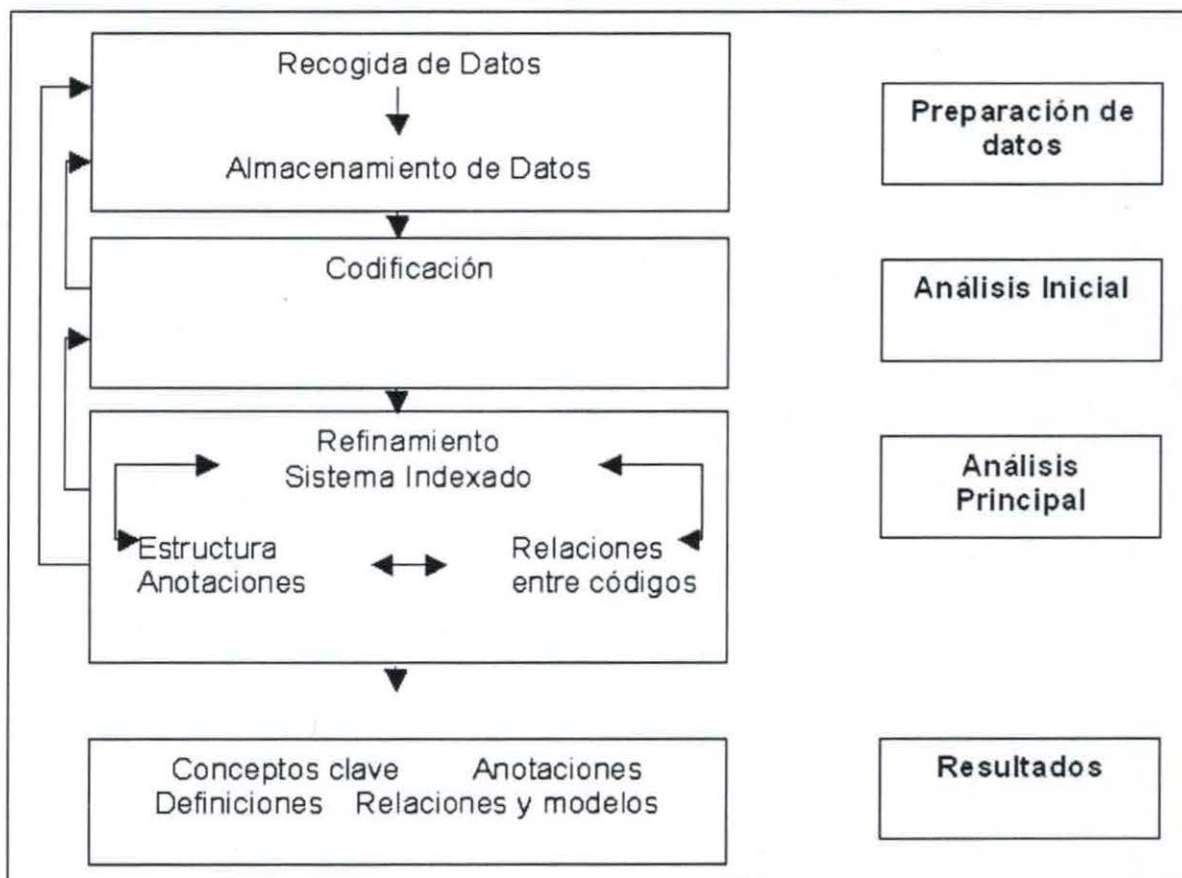 Recogida de Datos
Almacenamiento de Datos
Preparación de
datos
Codificación
Análisis Inicial
Refinamiento
Sistema Indexado
Estructura
Anotaciones
Relaciones
entre códigos
Análisis
Principal
Conceptos clave Anotaciones
Definiciones Relaciones y modelos
Resultados